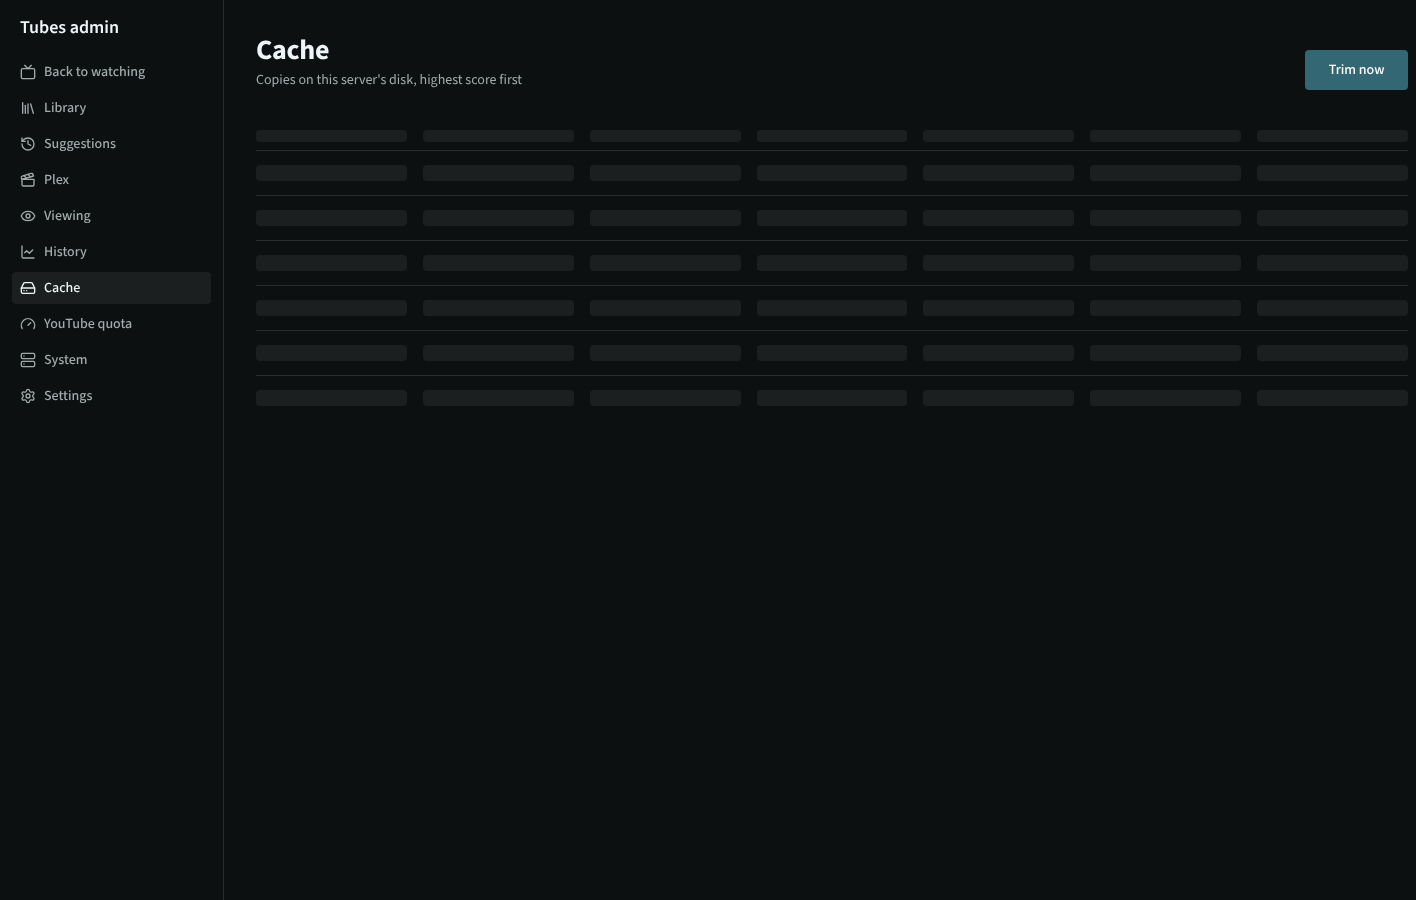 Tubes admin
Back to watching
Library
Suggestions
Plex
Viewing
History
Cache
YouTube quota
System
Settings
Cache
Copies on this server's disk, highest score first
Trim now